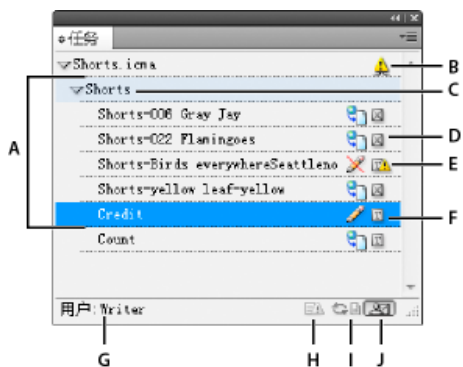 任务
Shorts.icma
B
Shorts
C
Shorts-006 Gray Jay
Shorts-022 Flamingoes
D
A
Shorts-Birds everywhereSeattleno
E
Shorts-yellow leaf-yellow
Credit
F
Count
用户: Writer
G H I J